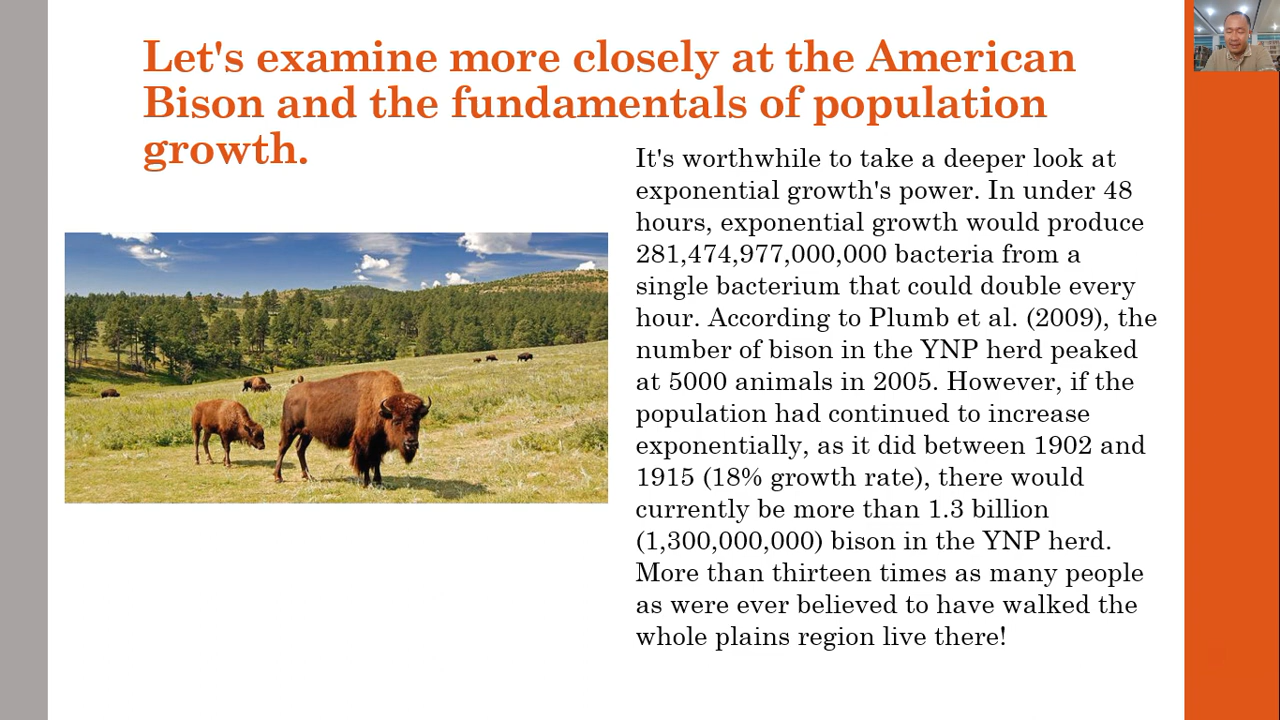 Let's examine more closely at the American
Bison and the fundamentals of population
growth.
It's worthwhile to take a deeper look at
exponential growth's power. In under 48
hours, exponential growth would produce
281,474,977,000,000 bacteria from a
single bacterium that could double every
hour. According to Plumb et al. (2009), the
number of bison in the YNP herd peaked
at 5000 animals in 2005. However, if the
population had continued to increase
exponentially, as it did between 1902 and
1915 (18% growth rate), there would
currently be more than 1.3 billion
(1,300,000,000) bison in the YNP herd.
More than thirteen times as many people
as were ever believed to have walked the
whole plains region live there!